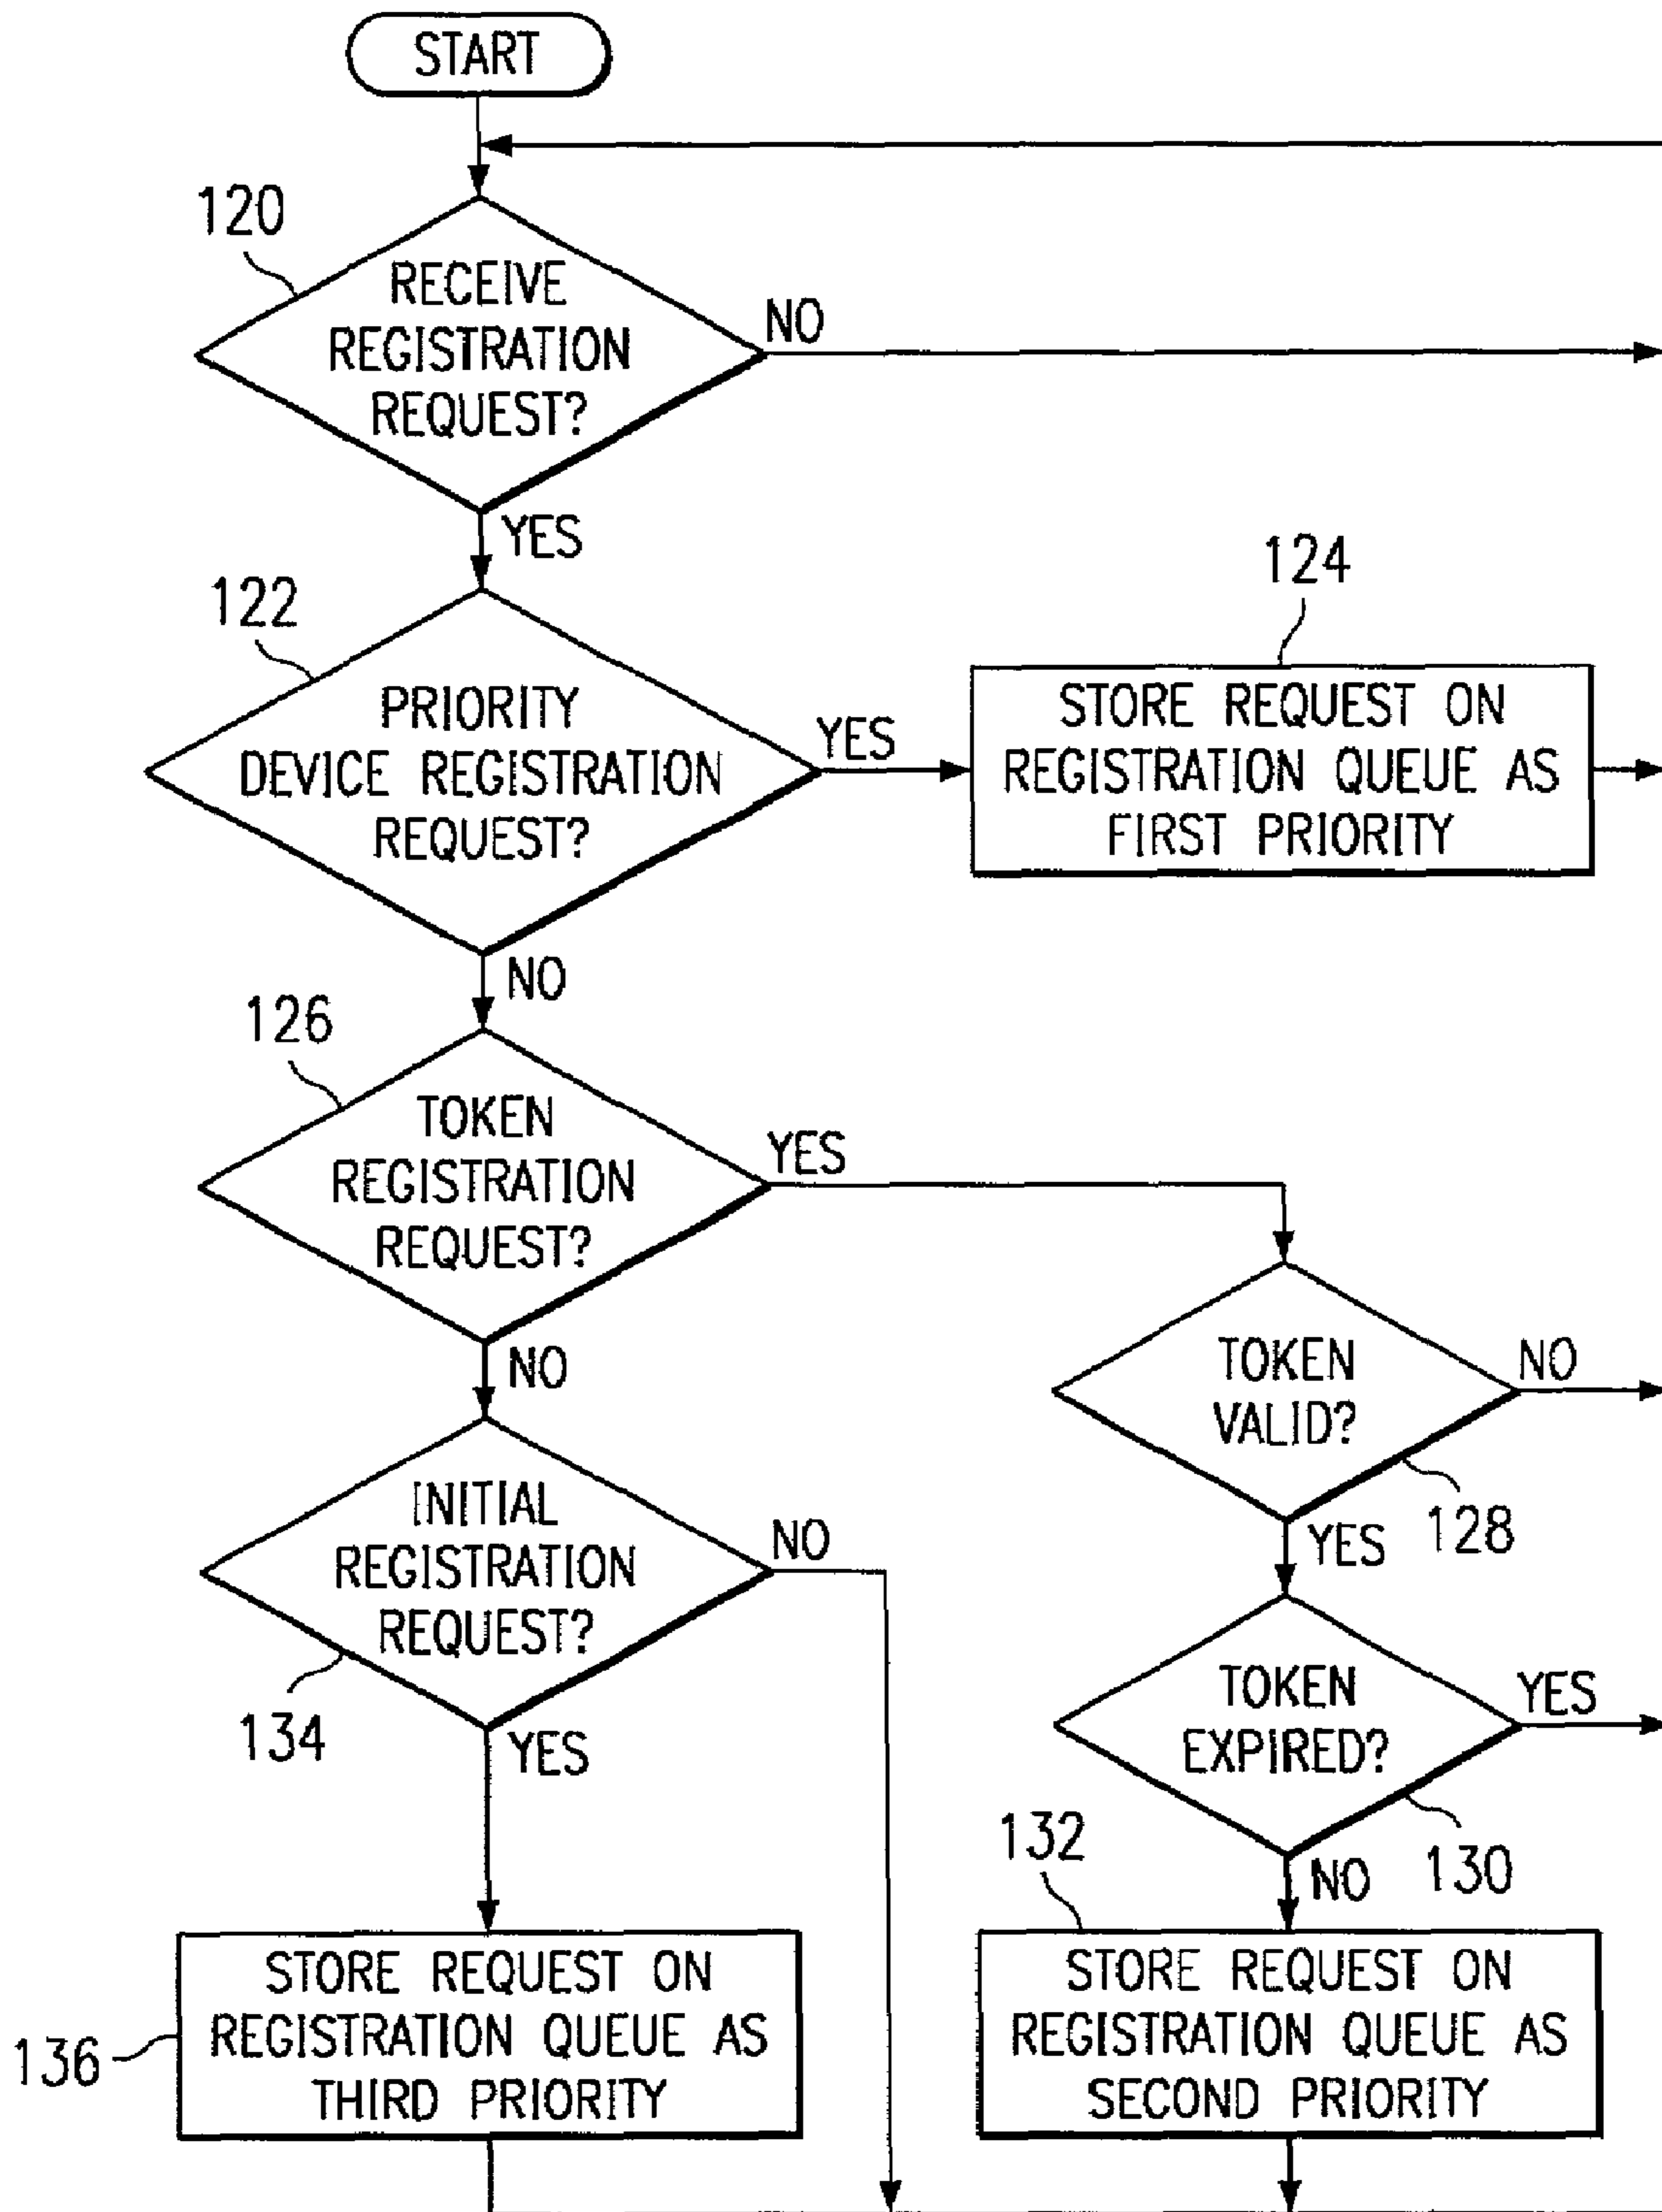 START
120
RECEIVE
REGISTRATION
REQUEST?
NO
YES
122
PRIORITY
DEVICE REGISTRATION
REQUEST?
YES
124
STORE REQUEST ON
REGISTRATION QUEUE AS
FIRST PRIORITY
NO
126
TOKEN
REGISTRATION
REQUEST?
YES
NO
TOKEN
VALID?
NO
128
YES
INITIAL
REGISTRATION
REQUEST?
NO
134
YES
TOKEN
EXPIRED?
YES
130
NO
132
STORE REQUEST ON
REGISTRATION QUEUE AS
THIRD PRIORITY
136
STORE REQUEST ON
REGISTRATION QUEUE AS
SECOND PRIORITY